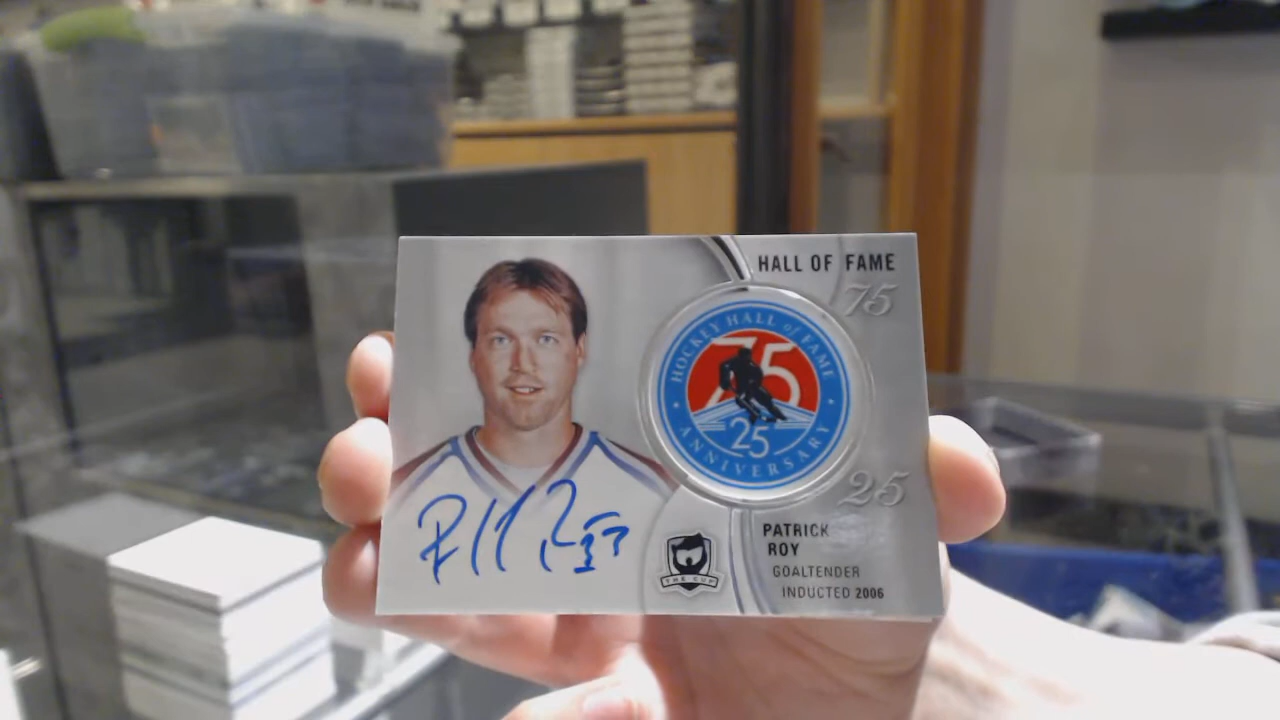 HALL OF FAME
75
HOCKEY HALL of FAME
75
25
ANNIVERSARY
25
PATRICK
ROY
GOALTENDER
INDUCTED 2006
THE CUP